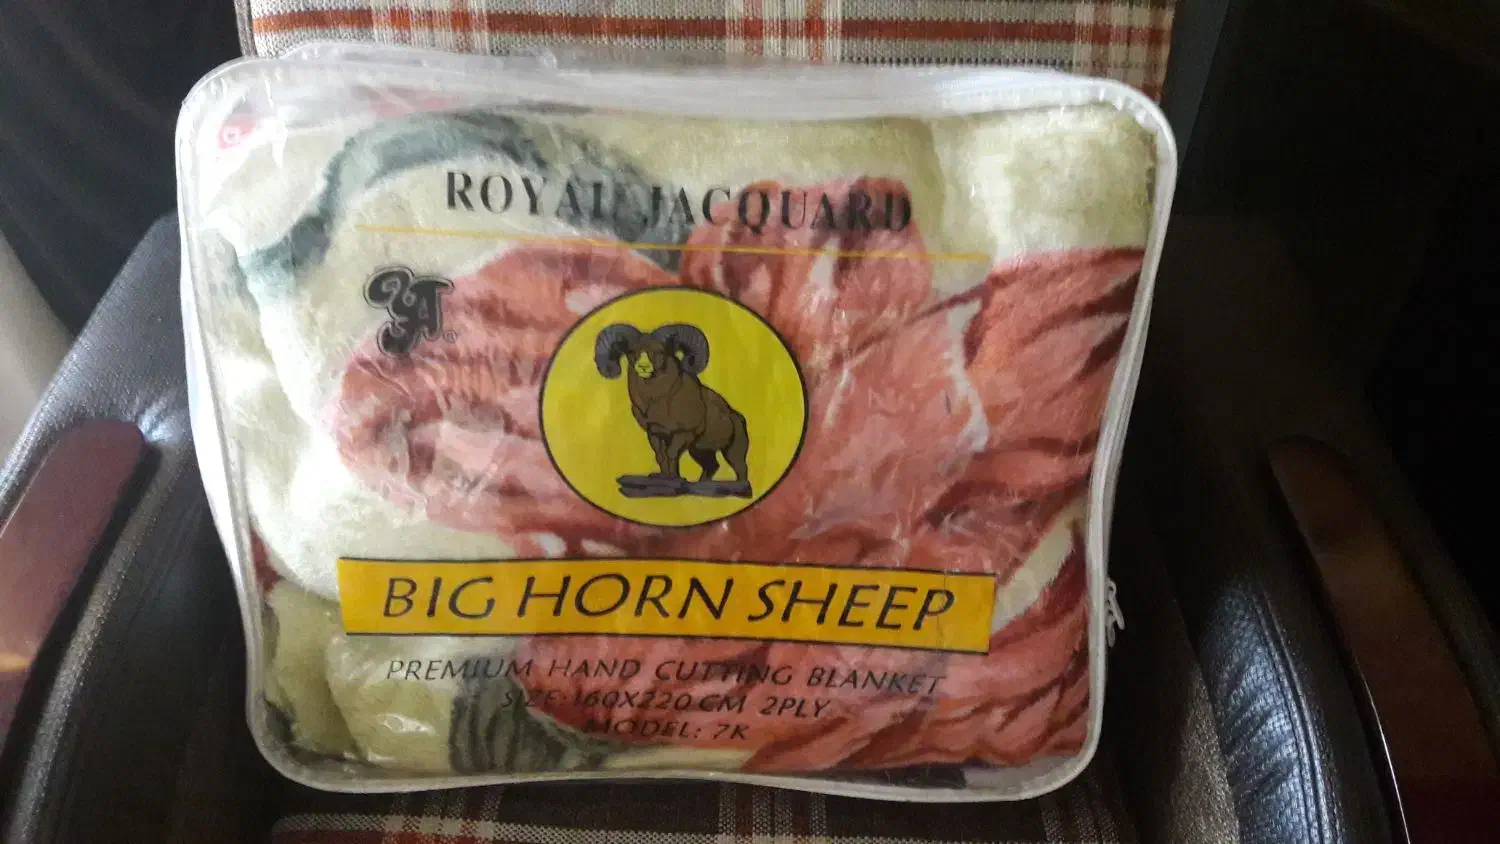 ROYAL JACQUARD
BIG HORN SHEEP
PREMIUM HAND CUTTING BLANKET
SIZE: 160X220 CM 2PLY
MODEL: 7K